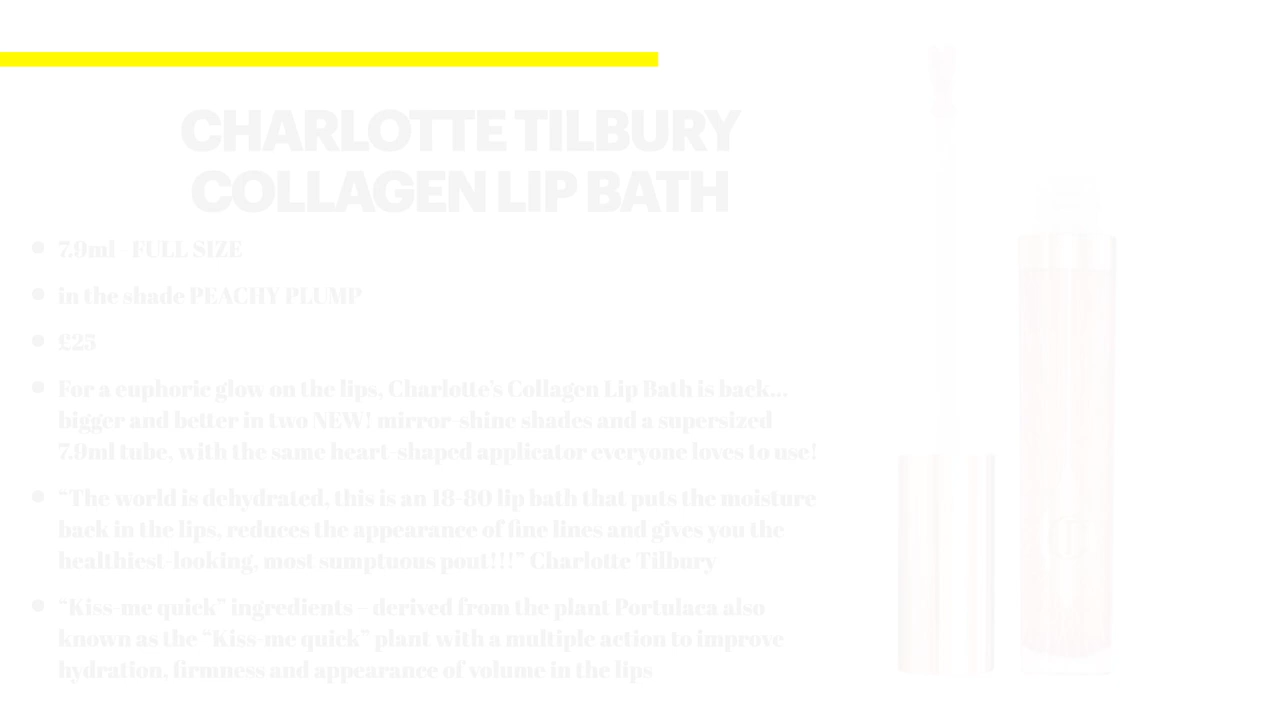 CHARLOTTE TILBURY
COLLAGEN LIP BATH
7.9ml FULL SIZE
in the shade PEACHY PLUMP
£25
For a euphoric glow on the lips, Charlotte's Collagen Lip Bath is back...
bigger and better in two NEW! mirror-shine shades and a supersized
7.9ml tube, with the same heart-shaped applicator everyone loves to use!
“The world is dehydrated, this is an 18-80 lip bath that puts the moisture
back in the lips, reduces the appearance of fine lines and gives you the
healthiest-looking, most sumptuous pout!!!” Charlotte Tilbury
“Kiss-me quick” ingredients – derived from the plant Portulaca also
known as the “Kiss-me quick” plant with a multiple action to improve
hydration, firmness and appearance of volume in the lips